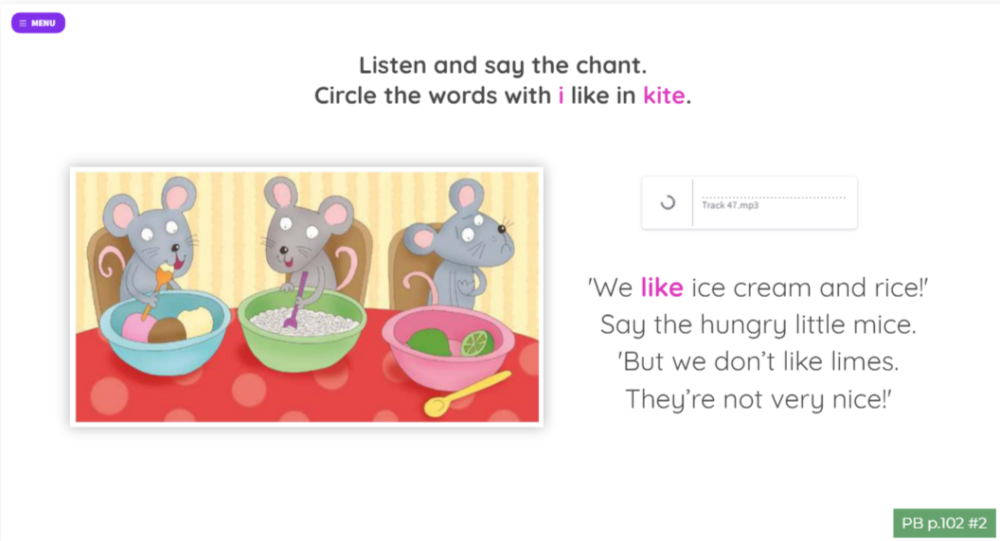 MENU
Listen and say the chant.
Circle the words with i like in kite.
Track 47.mp3
'We like ice cream and rice!'
Say the hungry little mice.
'But we don’t like limes.
They’re not very nice!'
PB p.102 #2